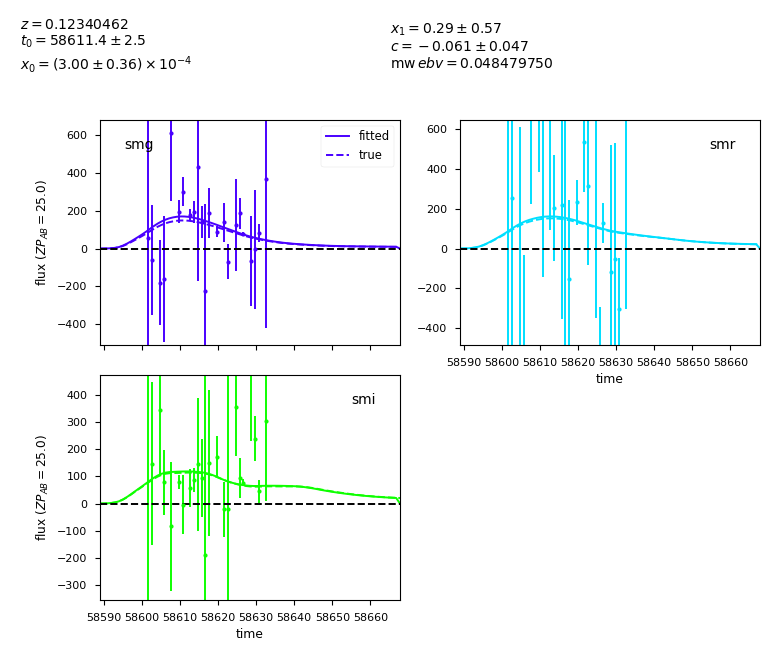 z = 0.12340462
t₀ = 58611.4 ± 2.5
x₀ = (3.00 ± 0.36) × 10⁻⁴
x₁ = 0.29 ± 0.57
c = −0.061 ± 0.047
mw ebv = 0.048479750
smg
fitted
true
600
400
200
0
−200
−400
flux (ZP_AB = 25.0)
smr
600
400
200
0
−200
−400
58590 58600 58610 58620 58630 58640 58650 58660
time
smi
400
300
200
100
0
−100
−200
−300
flux (ZP_AB = 25.0)
58590 58600 58610 58620 58630 58640 58650 58660
time